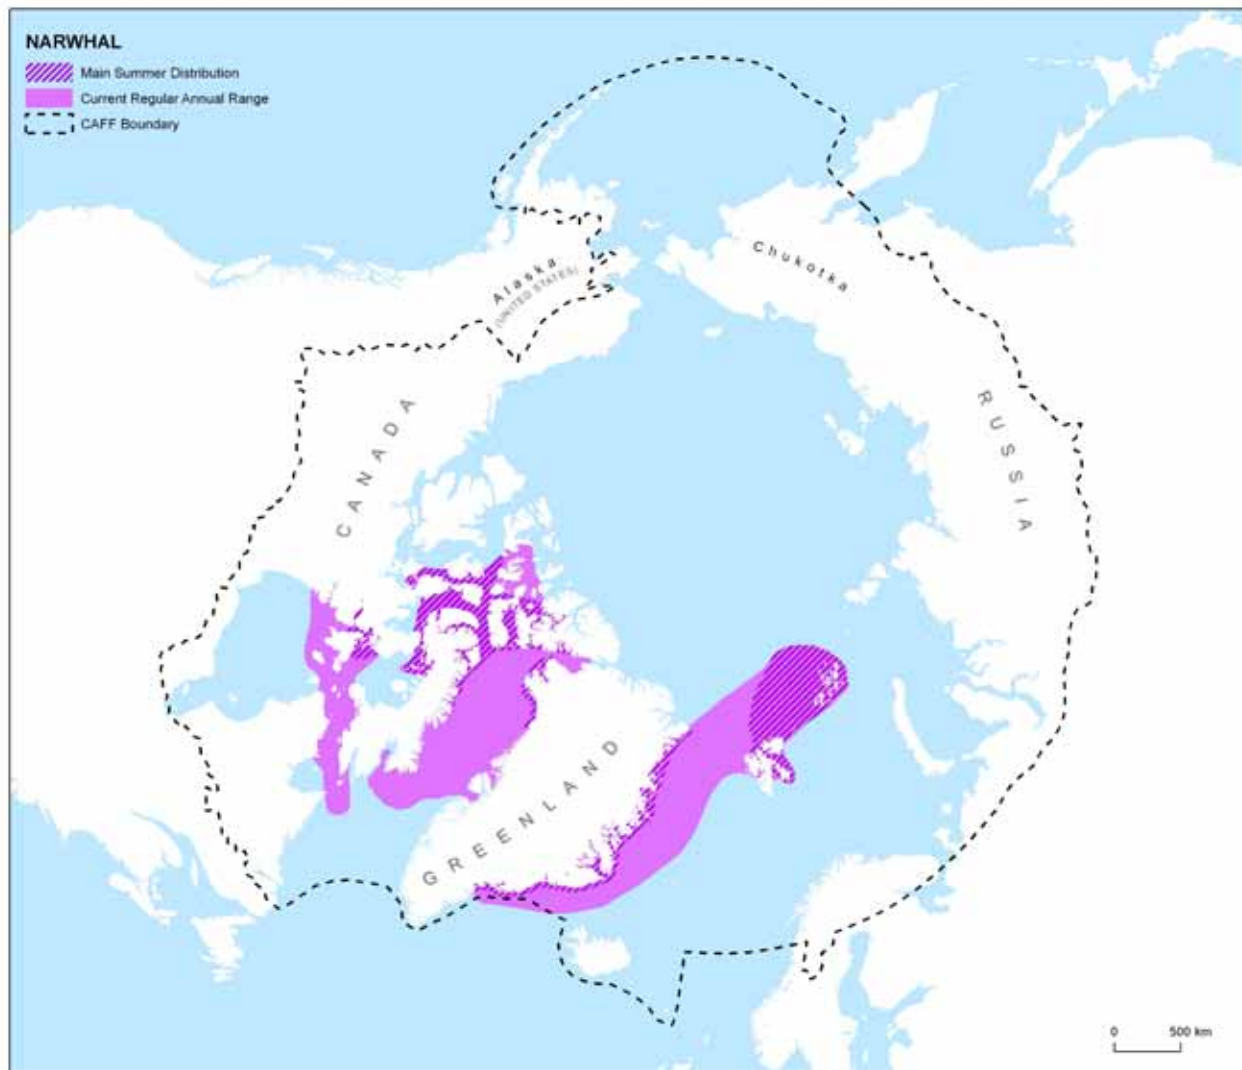 NARWHAL
Main Summer Distribution
Current Regular Annual Range
CAFF Boundary
Alaska
(UNITED STATES)
Chukotka
CANADA
RUSSIA
GREENLAND
0 500 km